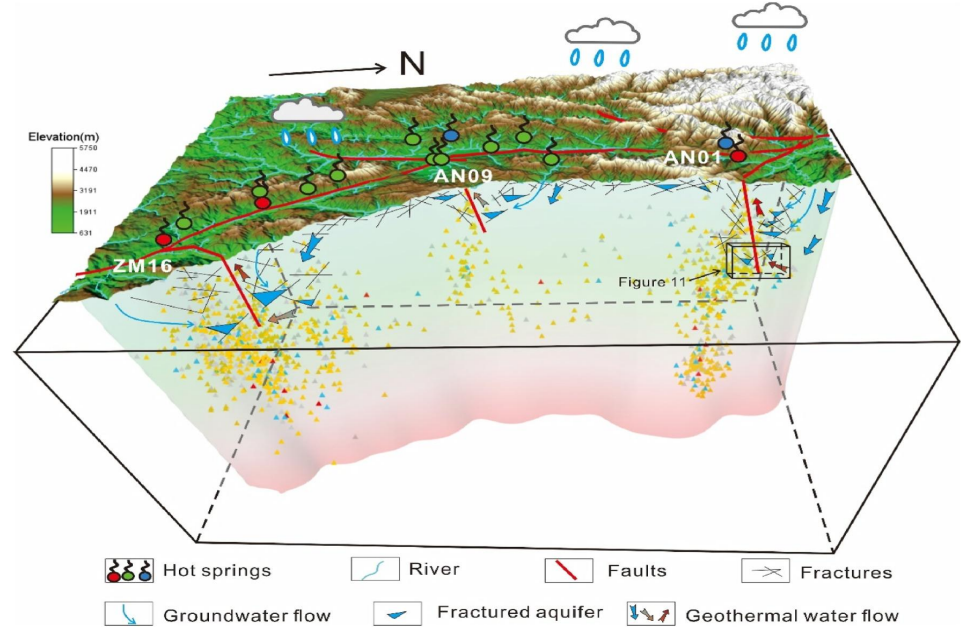 N
Elevation(m)
5750
4470
3191
1911
631
AN01
AN09
ZM16
Figure 11
Hot springs
River
Faults
Fractures
Groundwater flow
Fractured aquifer
Geothermal water flow